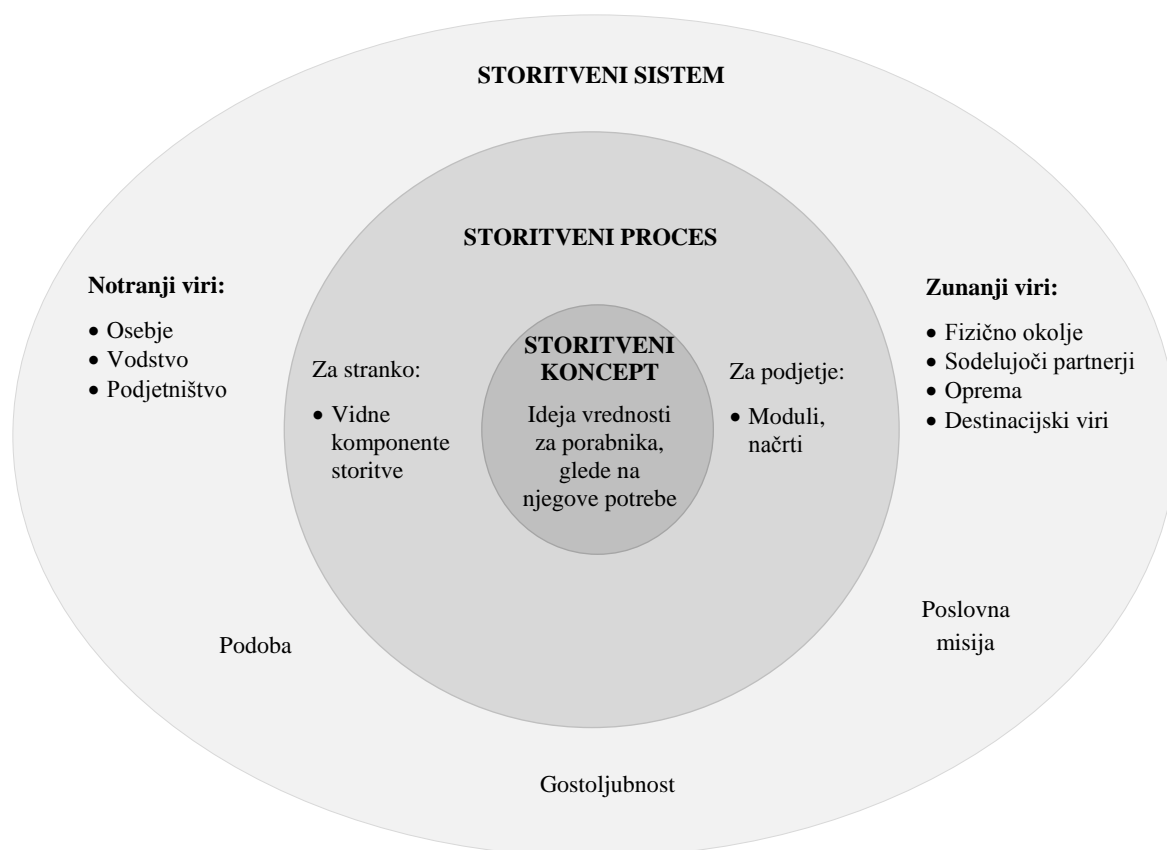 STORITVENI SISTEM
STORITVENI PROCES
Notranji viri:
• Osebje
• Vodstvo
• Podjetništvo
Za stranko:
• Vidne
komponente
storitve
STORITVENI
KONCEPT
Ideja vrednosti
za porabnika,
glede na
njegove potrebe
Za podjetje:
• Moduli,
načrti
Zunanji viri:
• Fizično okolje
• Sodelujoči partnerji
• Oprema
• Destinacijski viri
Podoba
Poslovna
misija
Gostoljubnost